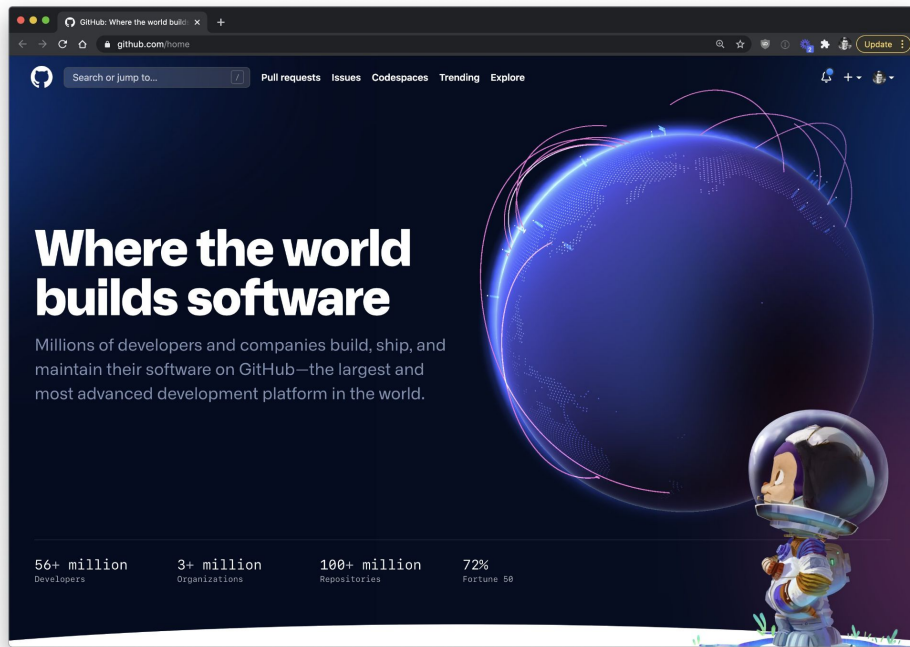 GitHub: Where the world build
github.com/home
2
Update
Search or jump to...
/
Pull requests Issues Codespaces Trending Explore
Where the world
builds software
Millions of developers and companies build, ship, and
maintain their software on GitHub—the largest and
most advanced development platform in the world.
56+ million 3+ million 100+ million 72%
Developers Organizations Repositories Fortune 50